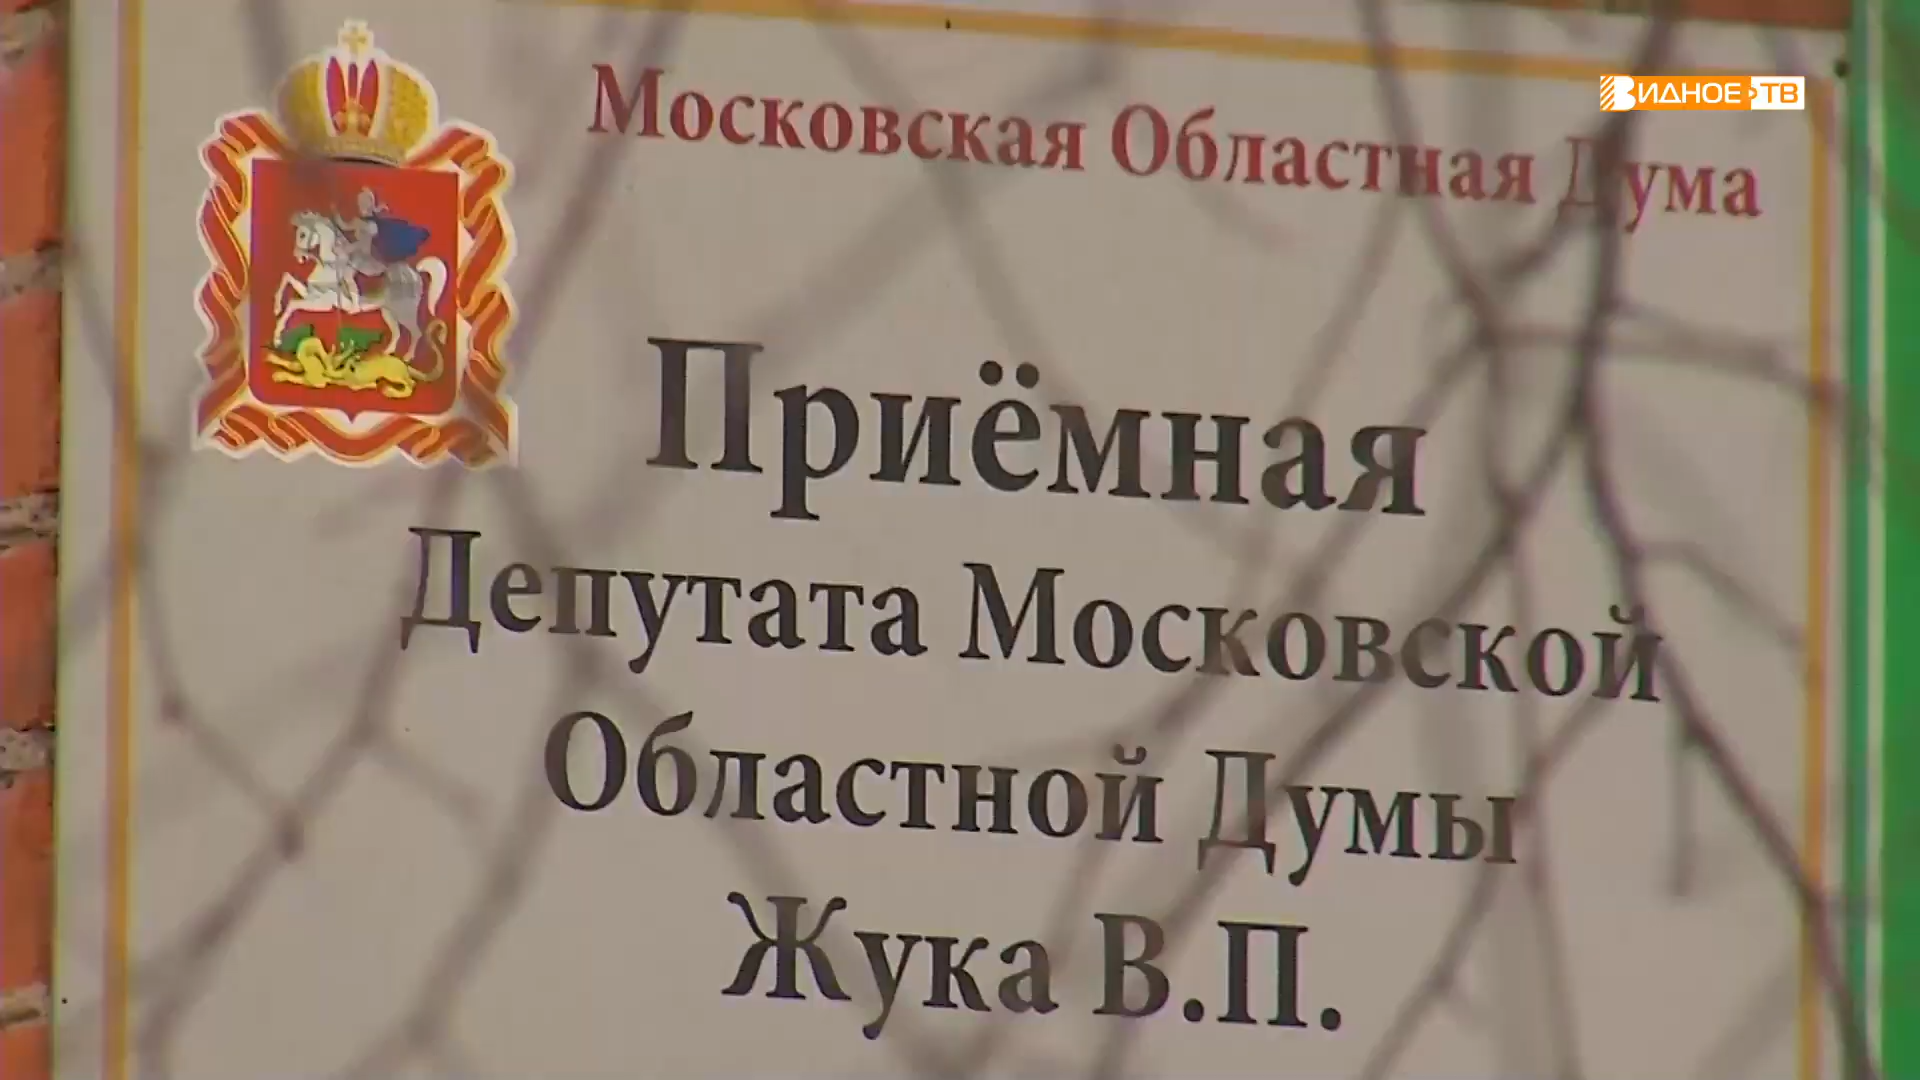 ВИДНОЕ ТВ
Московская Областная Дума
Приёмная
Депутата Московской
Областной Думы
Жука В.П.